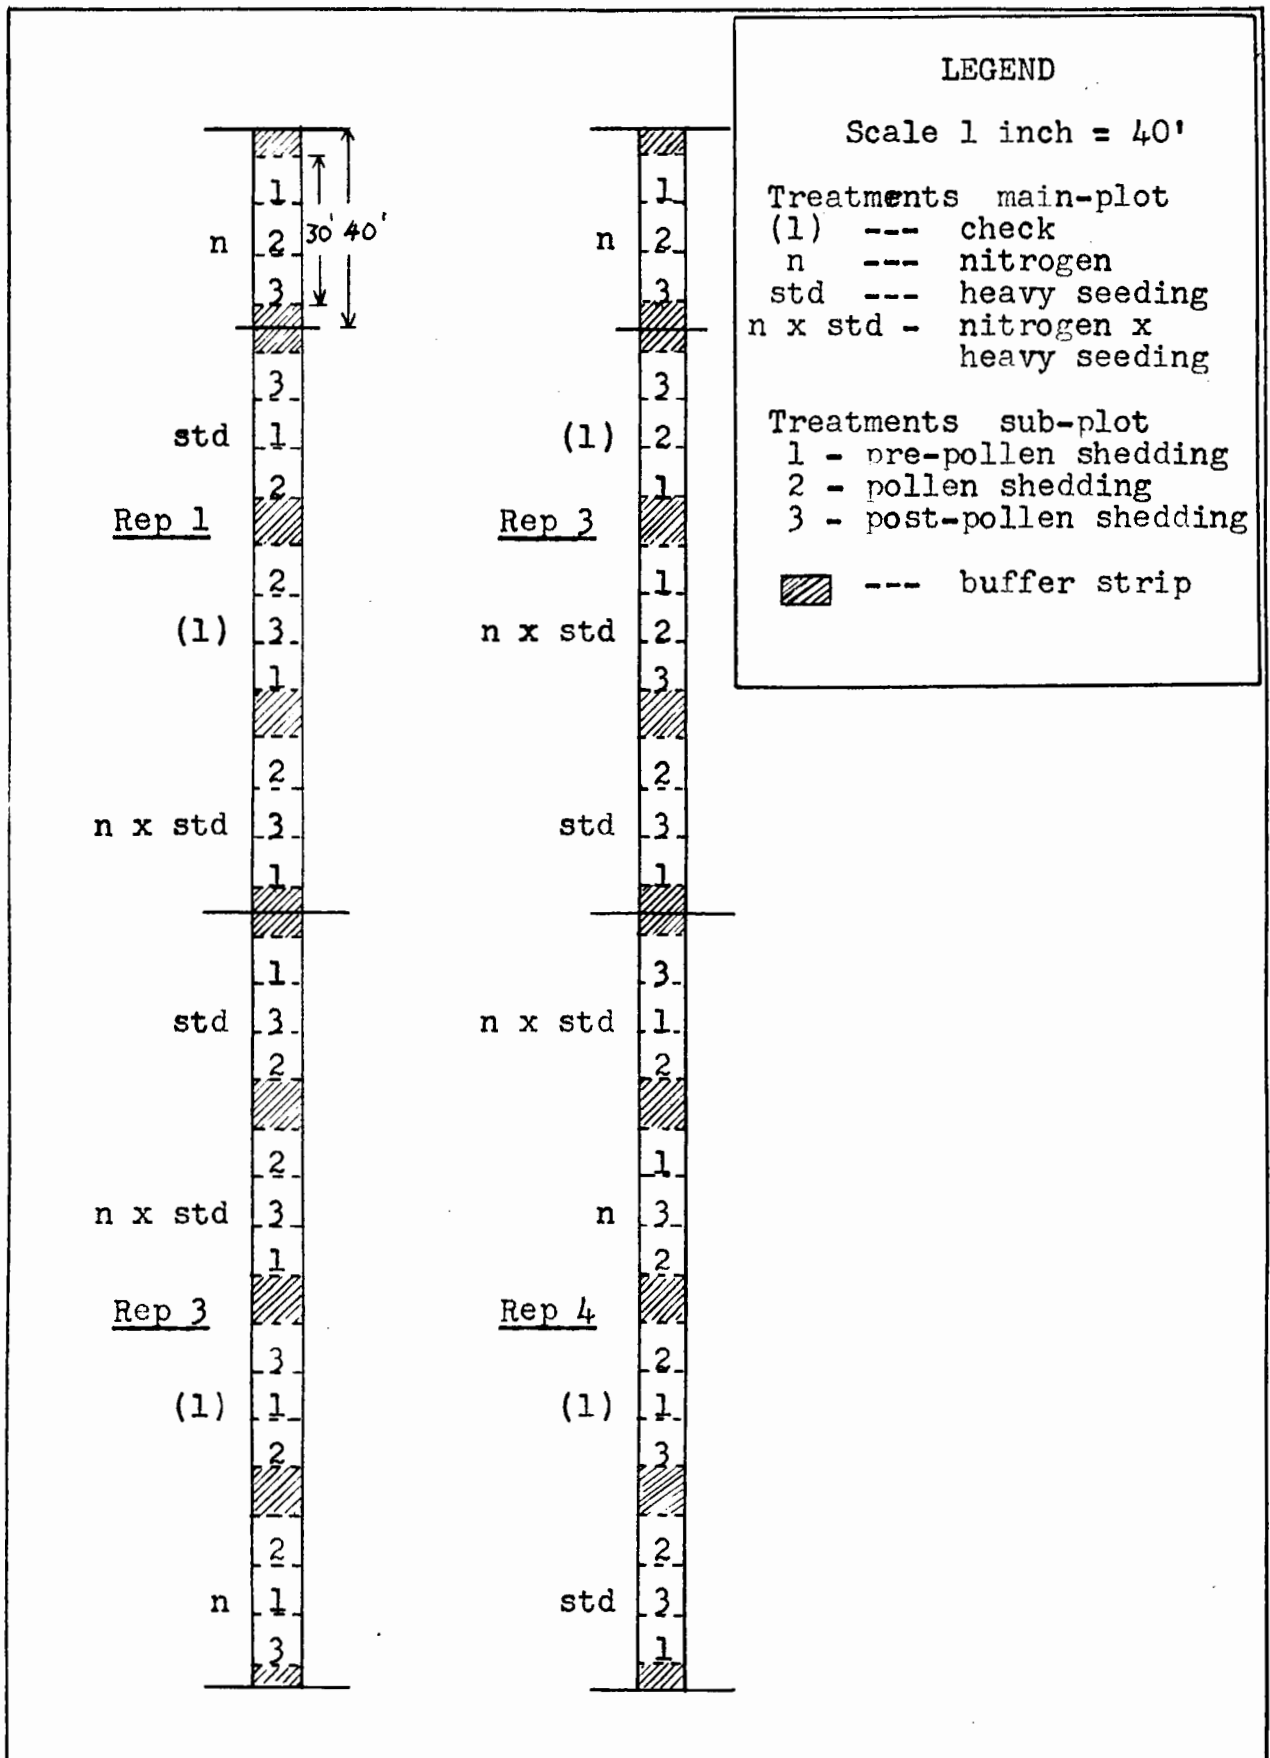 LEGEND
Scale 1 inch = 40'
Treatments main-plot
(1) --- check
n --- nitrogen
std --- heavy seeding
n x std - nitrogen x
heavy seeding
Treatments sub-plot
1 - pre-pollen shedding
2 - pollen shedding
3 - post-pollen shedding
--- buffer strip
1
n 2 30' 40'
3
3
std 1
2
Rep 1
2
(1) 3
1
2
n x std 3
1
1
std 3
2
2
n x std 3
1
Rep 3
3
(1) 1
2
2
n 1
3
1
n 2
3
3
(1) 2
1
Rep 3
1
n x std 2
3
2
std 3
1
3
n x std 1
2
1
n 3
2
Rep 4
2
(1) 1
3
2
std 3
1